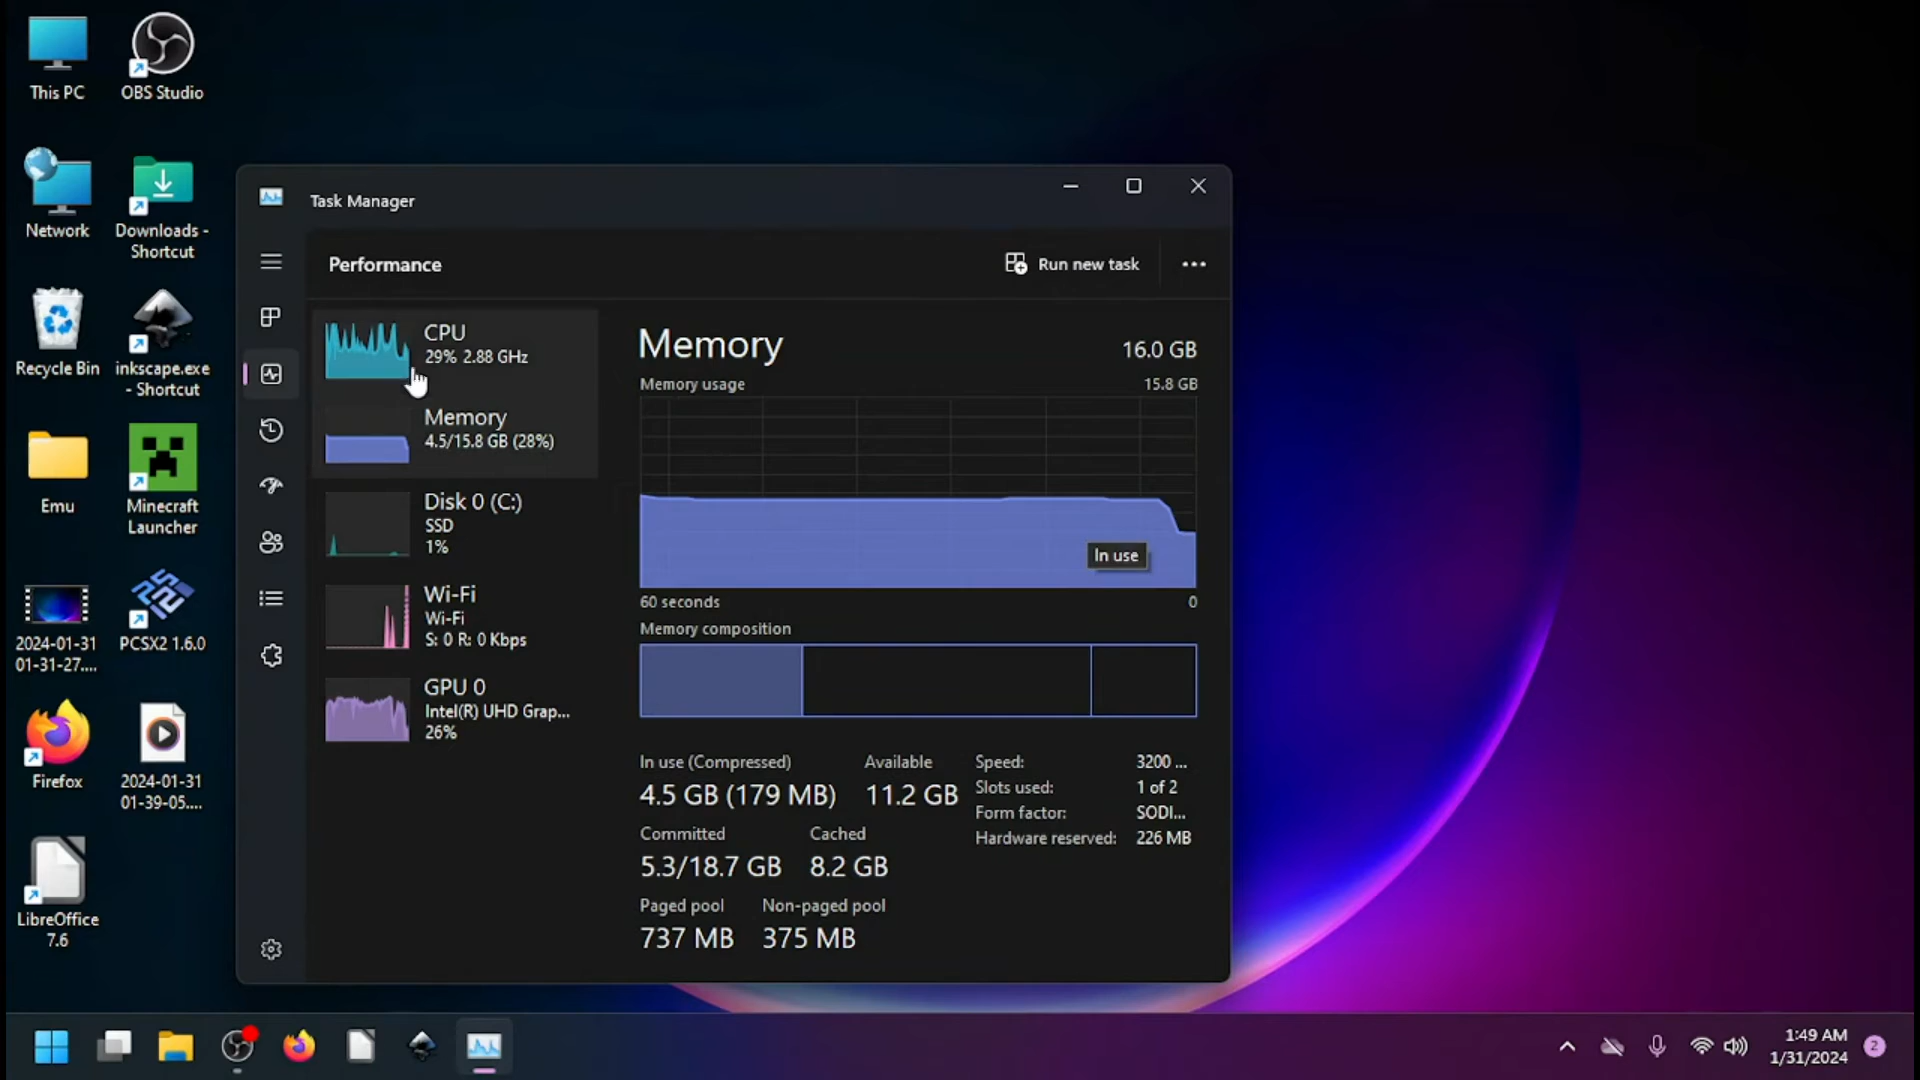 This PC
OBS Studio
Network
Downloads -
Shortcut
Recycle Bin
inkscape.exe
- Shortcut
Emu
Minecraft
Launcher
2024-01-31
01-31-27....
PCSX2 1.6.0
Firefox
2024-01-31
01-39-05....
LibreOffice
7.6
Task Manager
Performance
Run new task
CPU
29% 2.88 GHz
Memory
4.5/15.8 GB (28%)
Disk 0 (C:)
SSD
1%
Wi-Fi
Wi-Fi
S: 0 R: 0 Kbps
GPU 0
Intel(R) UHD Grap...
26%
Memory
16.0 GB
Memory usage
15.8 GB
In use
60 seconds
0
Memory composition
In use (Compressed)
4.5 GB (179 MB)
Available
11.2 GB
Committed
5.3/18.7 GB
Cached
8.2 GB
Paged pool
737 MB
Non-paged pool
375 MB
Speed: 3200 ...
Slots used: 1 of 2
Form factor: SODI...
Hardware reserved: 226 MB
1:49 AM
1/31/2024
2